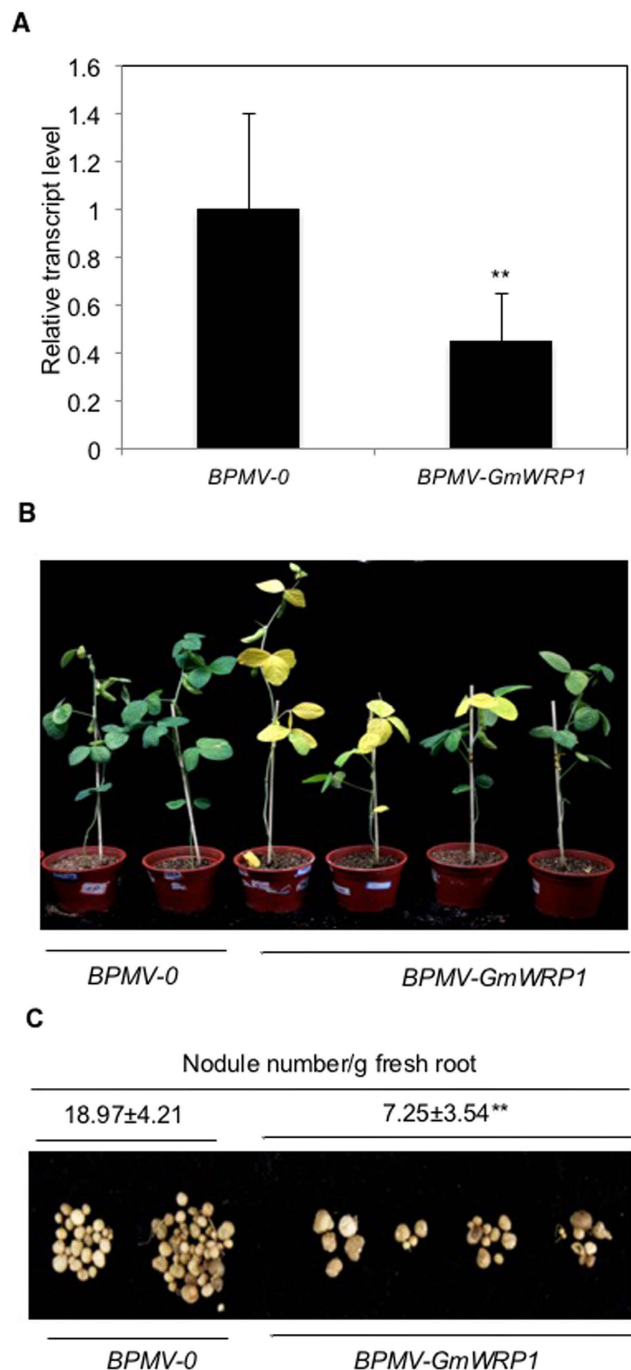 A
Relative transcript level
1.6
1.4
1.2
1
0.8
0.6
0.4
0.2
0
**
BPMV-0 BPMV-GmWRP1
B
BPMV-0 BPMV-GmWRP1
C
Nodule number/g fresh root
18.97±4.21 7.25±3.54**
BPMV-0 BPMV-GmWRP1